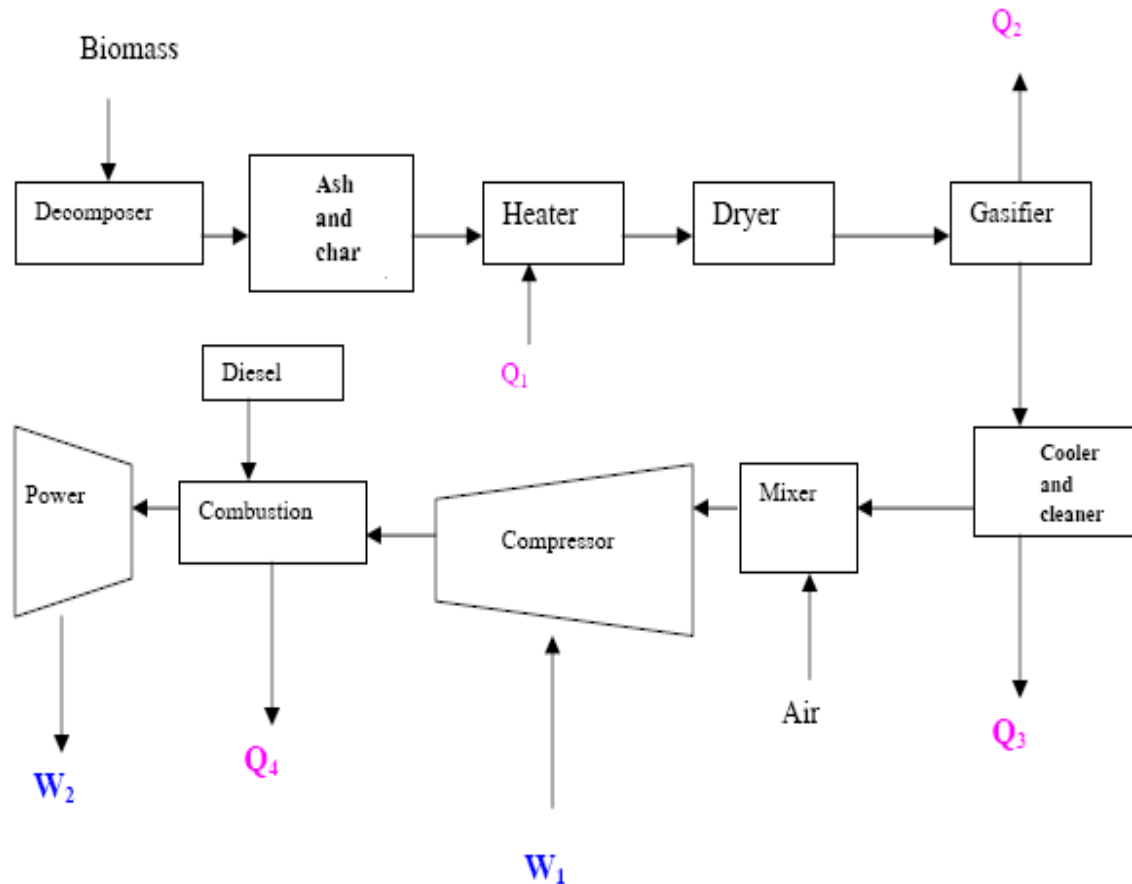 Q2
Biomass
Decomposer
Ash
and
char
Heater
Dryer
Gasifier
Diesel
Q1
Power
Combustion
Compressor
Mixer
Cooler
and
cleaner
Air
Q3
Q4
W2
W1